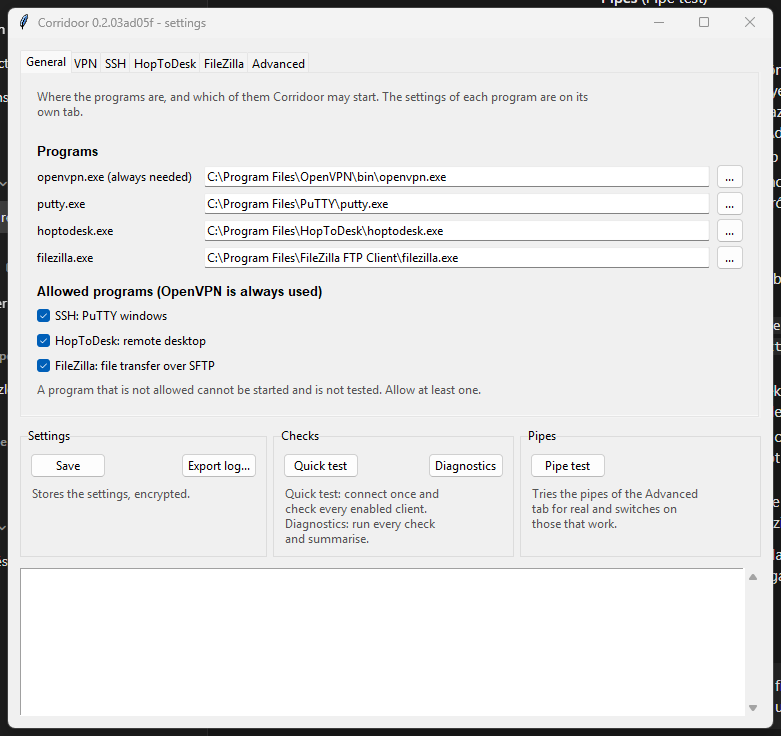 Corridoor 0.2.03ad05f - settings
General VPN SSH HopToDesk FileZilla Advanced
Where the programs are, and which of them Corridoor may start. The settings of each program are on its
own tab.
Programs
openvpn.exe (always needed) C:\Program Files\OpenVPN\bin\openvpn.exe ...
putty.exe C:\Program Files\PuTTY\putty.exe ...
hoptodesk.exe C:\Program Files\HopToDesk\hoptodesk.exe ...
filezilla.exe C:\Program Files\FileZilla FTP Client\filezilla.exe ...
Allowed programs (OpenVPN is always used)
SSH: PuTTY windows
HopToDesk: remote desktop
FileZilla: file transfer over SFTP
A program that is not allowed cannot be started and is not tested. Allow at least one.
Settings
Save Export log...
Stores the settings, encrypted.
Checks
Quick test Diagnostics
Quick test: connect once and
check every enabled client.
Diagnostics: run every check
and summarise.
Pipes
Pipe test
Tries the pipes of the Advanced
tab for real and switches on
those that work.